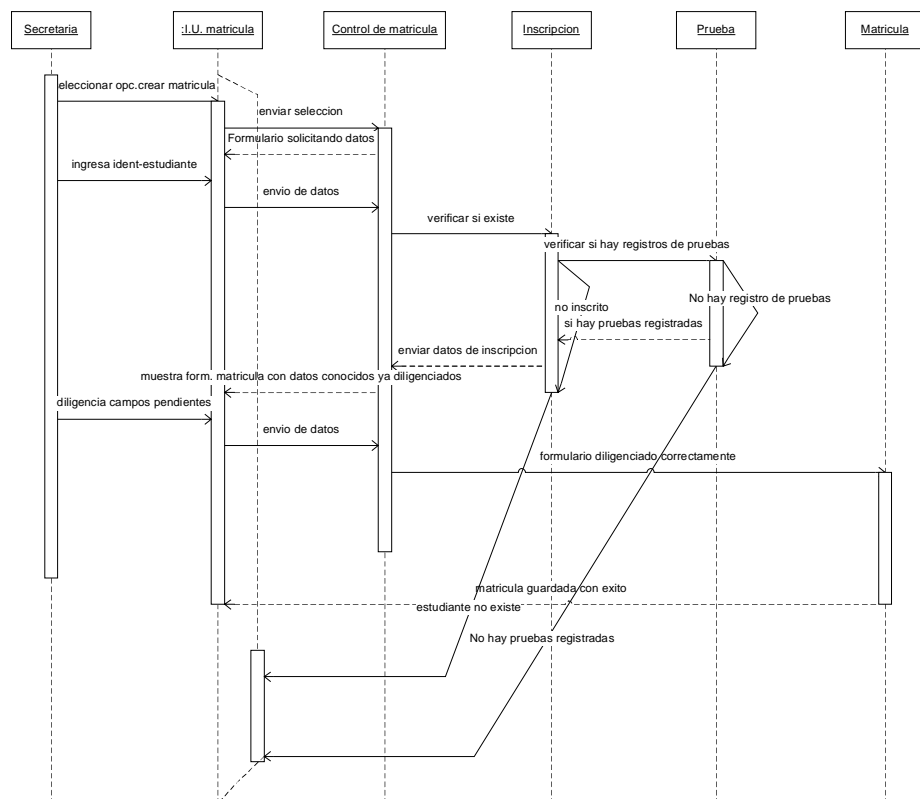 Secretaria
:I.U. matricula
Control de matricula
Inscripcion
Prueba
Matricula
eleccionar opc.crear matricula
enviar seleccion
Formulario solicitando datos
ingresa ident-estudiante
envio de datos
verificar si existe
verificar si hay registros de pruebas
No hay registro de pruebas
no inscrito
si hay pruebas registradas
enviar datos de inscripcion
muestra form. matricula con datos conocidos ya diligenciados
diligencia campos pendientes
envio de datos
formulario diligenciado correctamente
matricula guardada con exito
estudiante no existe
No hay pruebas registradas